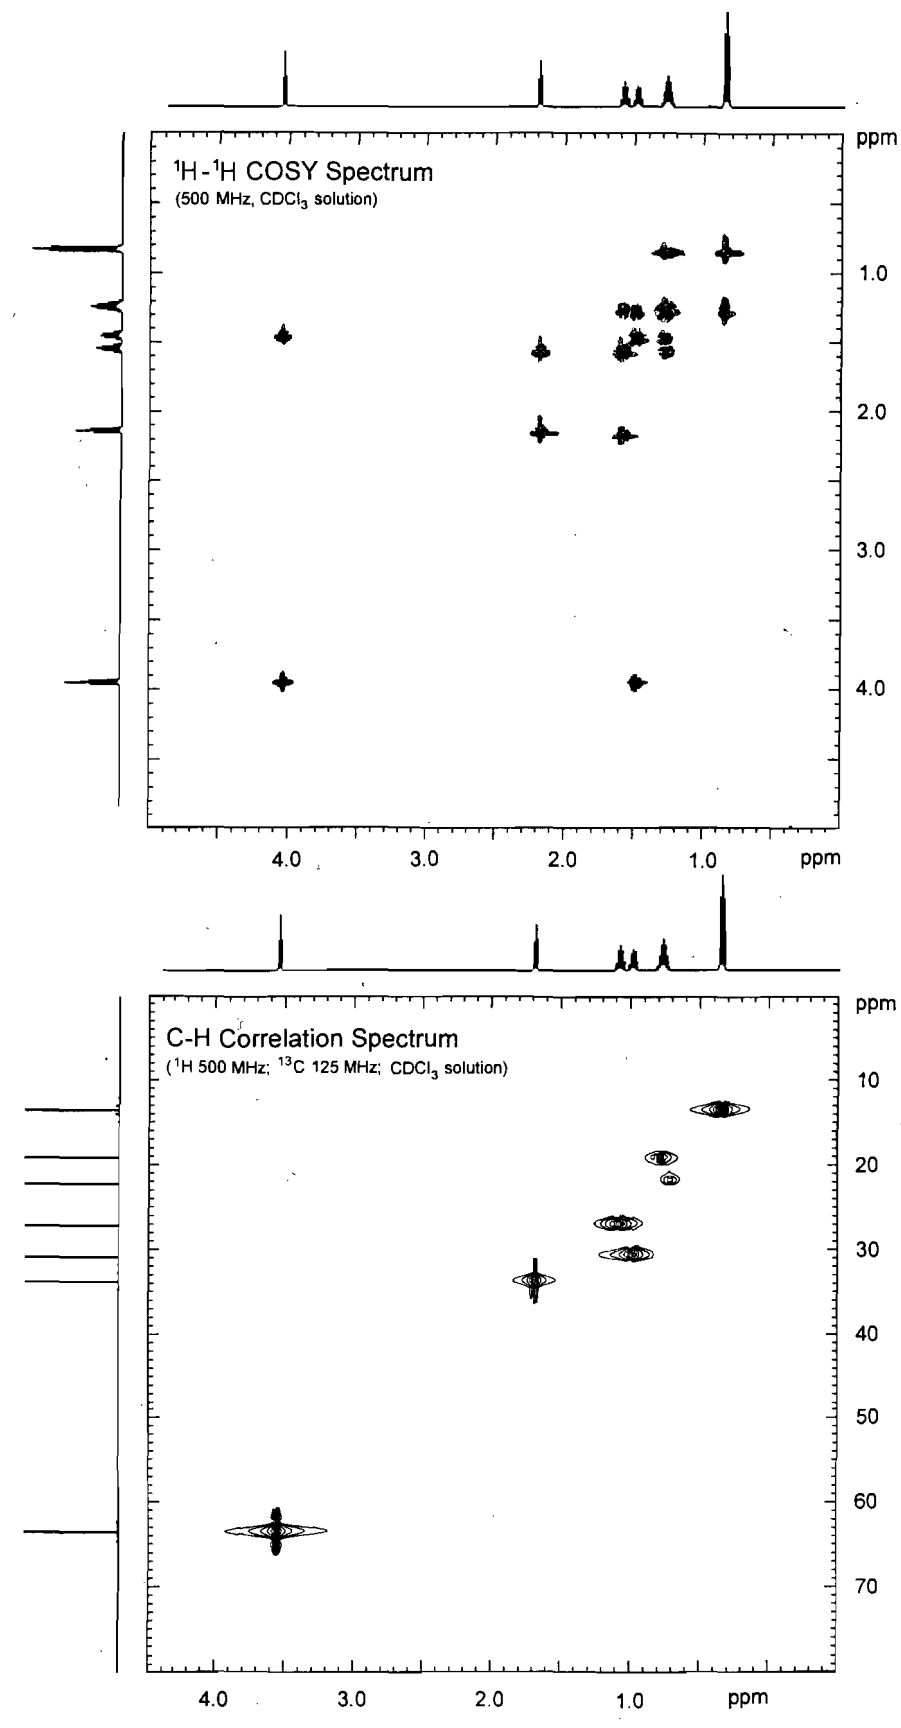 ppm
¹H-¹H COSY Spectrum
(500 MHz, CDCl₃ solution)
1.0
2.0
3.0
4.0
4.0 3.0 2.0 1.0 ppm
ppm
C-H Correlation Spectrum
(¹H 500 MHz; ¹³C 125 MHz; CDCl₃ solution)
10
20
30
40
50
60
70
4.0 3.0 2.0 1.0 ppm